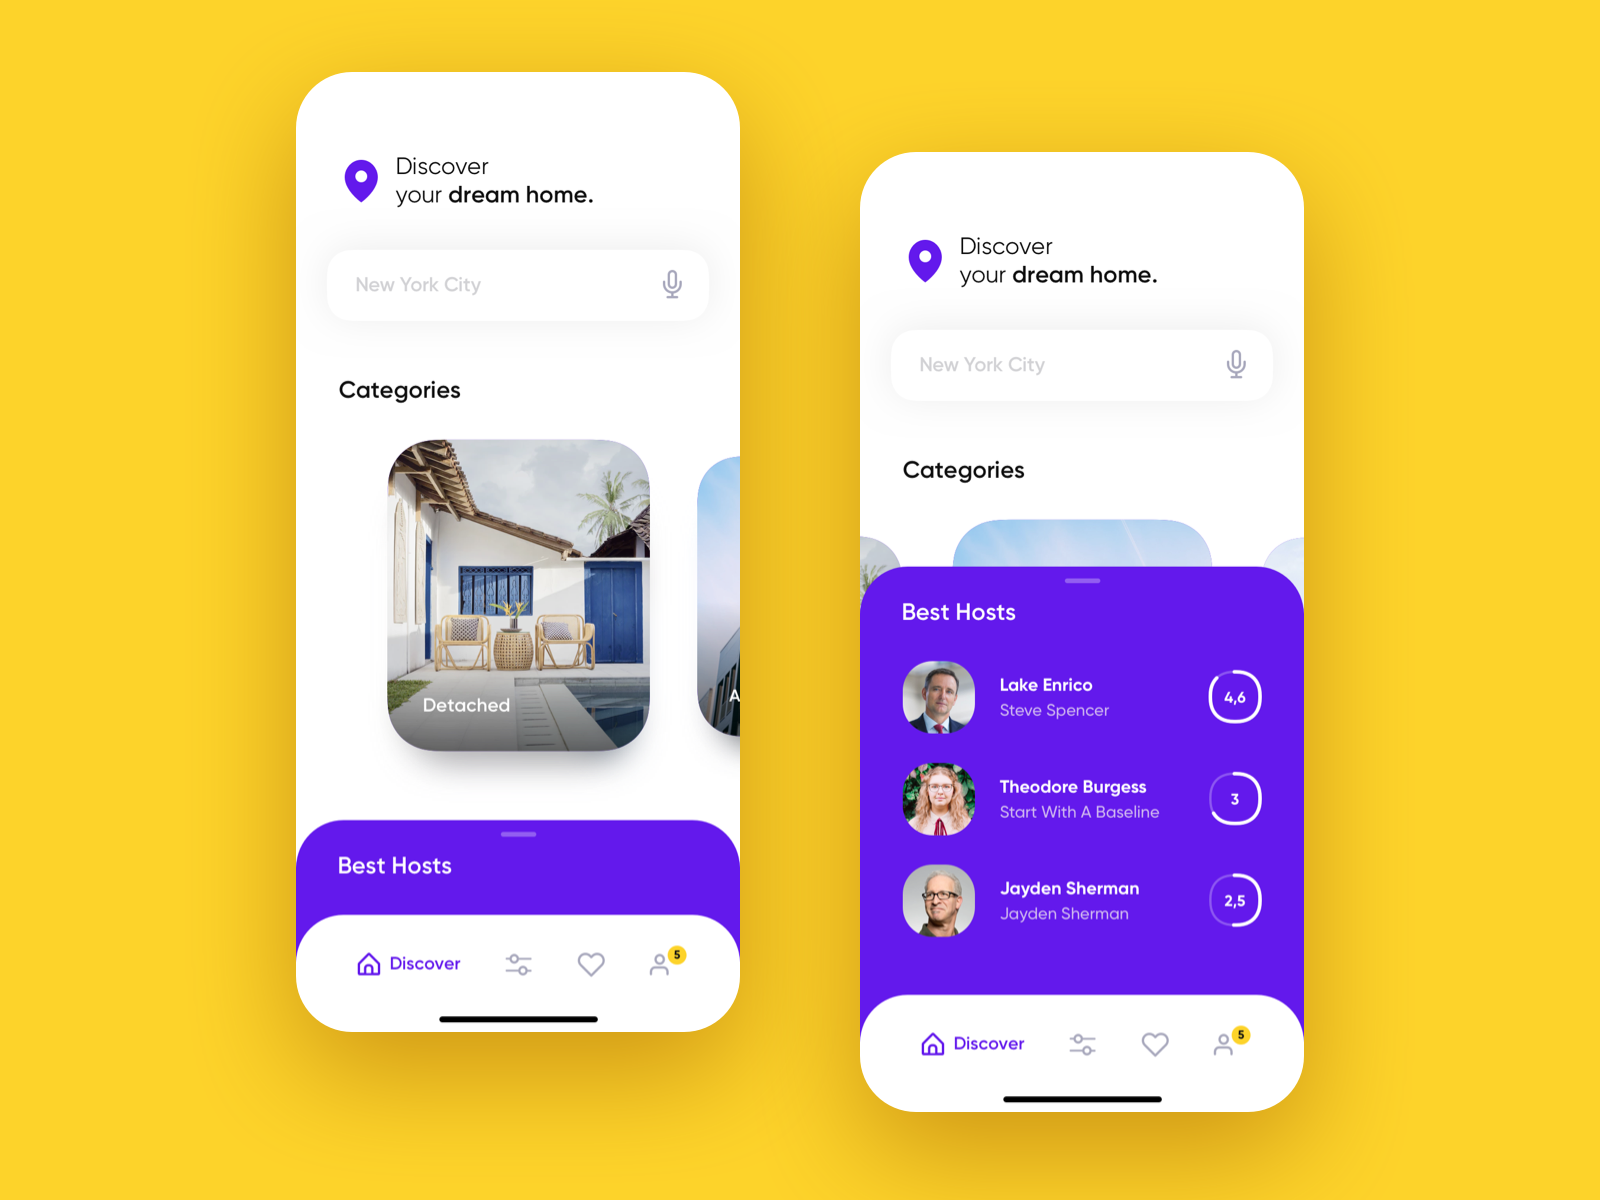 Discover
your dream home.
New York City
Categories
Detached
A
Best Hosts
Discover
5
Discover
your dream home.
New York City
Categories
Best Hosts
Lake Enrico
Steve Spencer
4,6
Theodore Burgess
Start With A Baseline
3
Jayden Sherman
Jayden Sherman
2,5
Discover
5